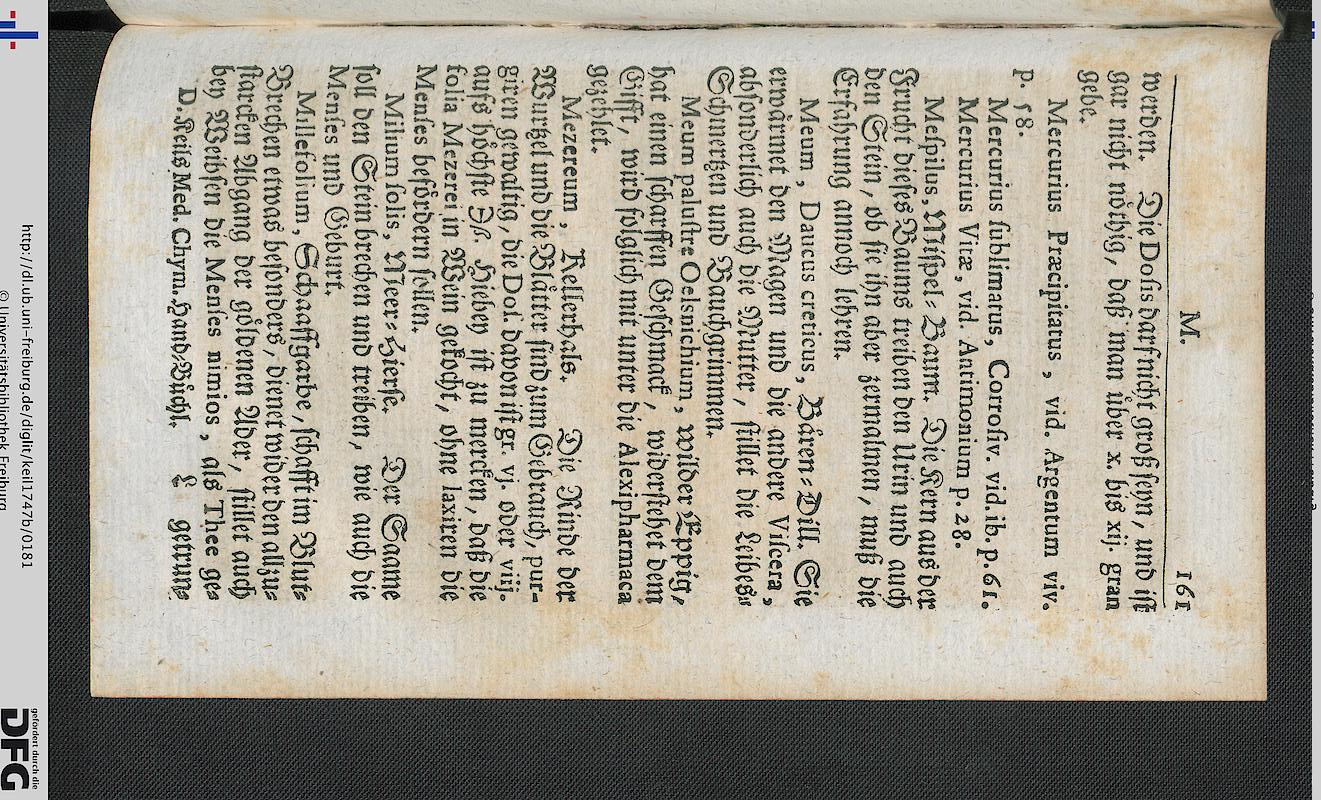 M. 161
werden. Die Dosis darf nicht groß seyn, und ist
gar nicht nöthig, daß man über x. bis xij. gran
gebe.
Mercurius Præcipitatus, vid. Argentum viv.
p. 58.
Mercurius sublimatus, Corrosiv. vid. ib. p. 61.
Mercurius Vitæ, vid. Antimonium p. 28.
Mespilus, Mispel-Baum. Die Kern aus der
Frucht dieses Baums treiben den Urin und auch
den Stein, ob sie ihn aber zermalmen, muß die
Erfahrung annoch lehren.
Meum, Daucus creticus, Bären-Dill. Sie
erwärmet den Magen und die andere Viscera,
absonderlich auch die Mutter, stillet die Leibes-
Schmertzen und Bauchgrimmen.
Meum palustre Oelsnichium, wilder Eppig,
hat einen scharffen Geschmack, widerstehet dem
Gifft, wird folglich mit unter die Alexipharmaca
gezehlet.
Mezereum, Kellerhals. Die Rinde der
Wurtzel und die Blätter sind zum Gebrauch, pur-
giren gewaltig, die Dos. davon ist gr. vj. oder viij.
aufs höchste ℈ß. Hiebey ist zu mercken, daß die
folia Mezerei in Wein gekocht, ohne laxiren die
Menses befördern sollen.
Milium solis, Meer-Hierse. Der Saame
soll den Stein brechen und treiben, wie auch die
Menses und Geburt.
Millefolium, Schaaffgarbe, schafft im Blut-
Brechen etwas besonders, dienet wider den allzu-
starcken Abgang der göldenen Ader, stillet auch
bey Weibsen die Menses nimios, als Thee ge-
D. Keils Med. Chym. Hand-Büchl. L getrun-
http://dl.ub.uni-freiburg.de/diglit/keil1747b/0181
© Universitätsbibliothek Freiburg
gefördert durch die
DFG